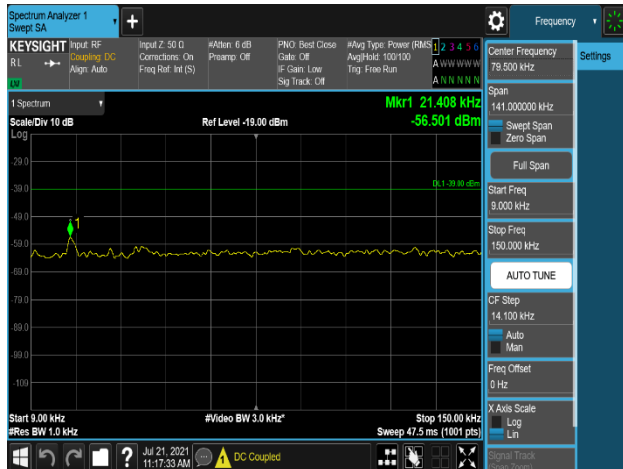 Spectrum Analyzer 1
Swept SA
Frequency
KEYSIGHT
RL
Input: RF
Coupling: DC
Align: Auto
Input Z: 50 Ω
Corrections: On
Freq Ref: Int (S)
#Atten: 6 dB
Preamp: Off
PNO: Best Close
Gate: Off
IF Gain: Low
Sig Track: Off
#Avg Type: Power (RMS
Avg|Hold: 100/100
Trig: Free Run
1 2 3 4 5 6
A W W W W W
A N N N N N
LXI
1 Spectrum
Scale/Div 10 dB
Ref Level -19.00 dBm
Mkr1 21.408 kHz
-56.501 dBm
Log
-29.0
-39.0
-49.0
-59.0
-69.0
-79.0
-89.0
-99.0
-109
DL1 -39.00 dBm
1
Start 9.00 kHz
#Res BW 1.0 kHz
#Video BW 3.0 kHz*
Stop 150.00 kHz
Sweep 47.5 ms (1001 pts)
Jul 21, 2021
11:17:33 AM
DC Coupled
Center Frequency
79.500 kHz
Settings
Span
141.000000 kHz
Swept Span
Zero Span
Full Span
Start Freq
9.000 kHz
Stop Freq
150.000 kHz
AUTO TUNE
CF Step
14.100 kHz
Auto
Man
Freq Offset
0 Hz
X Axis Scale
Log
Lin
Signal Track
(Span Zoom)